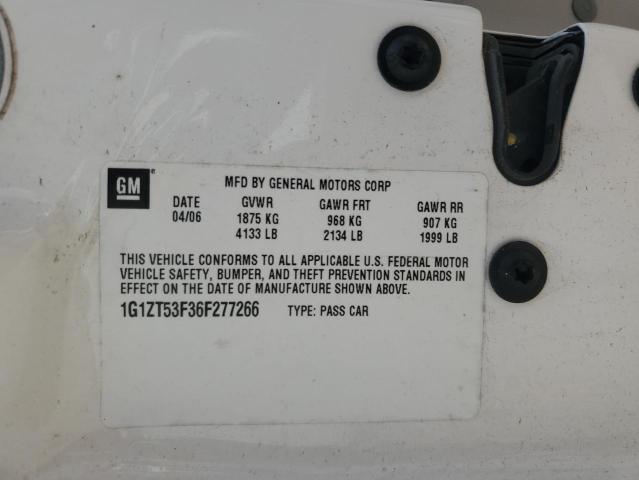 GM ®
MFD BY GENERAL MOTORS CORP
DATE GVWR GAWR FRT GAWR RR
04/06 1875 KG 968 KG 907 KG
4133 LB 2134 LB 1999 LB
THIS VEHICLE CONFORMS TO ALL APPLICABLE U.S. FEDERAL MOTOR
VEHICLE SAFETY, BUMPER, AND THEFT PREVENTION STANDARDS IN
EFFECT ON THE DATE OF MANUFACTURE SHOWN ABOVE.
1G1ZT53F36F277266 TYPE: PASS CAR